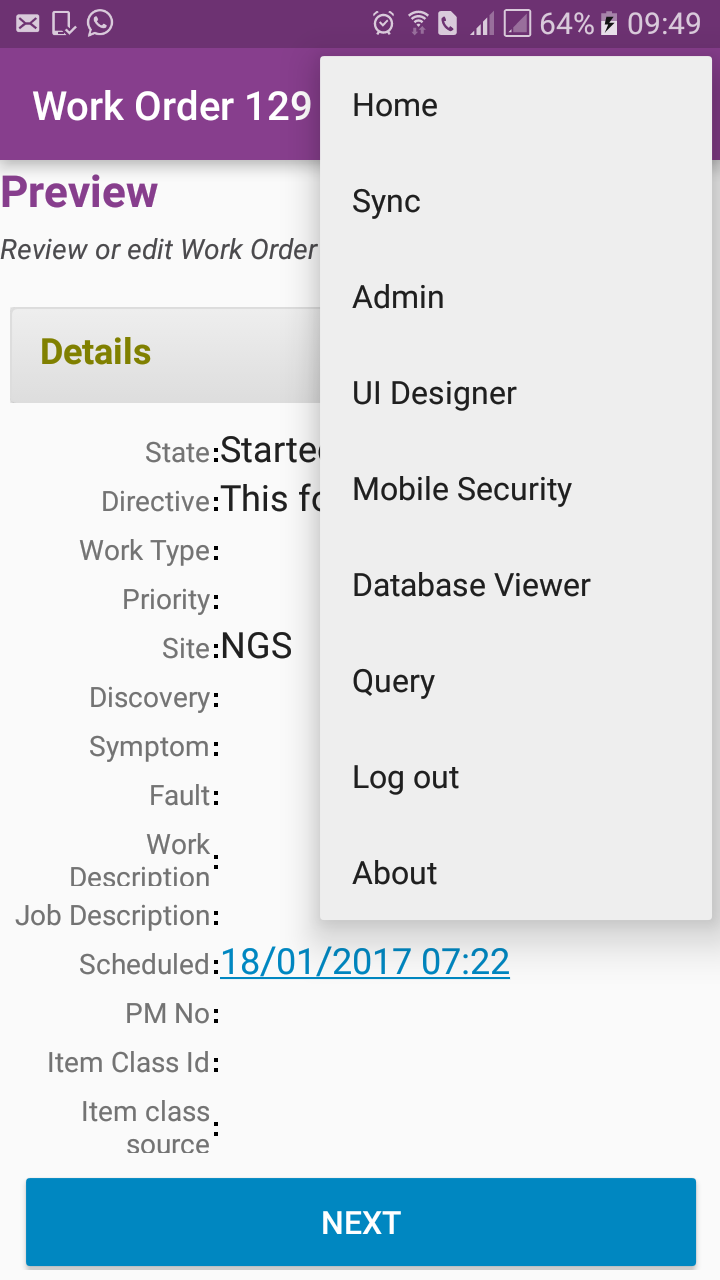 64% 09:49
Work Order 129
Home
Sync
Admin
UI Designer
Mobile Security
Database Viewer
Query
Log out
About
Preview
Review or edit Work Order
Details
State:Starte
Directive:This fo
Work Type:
Priority:
Site:NGS
Discovery:
Symptom:
Fault:
Work
Description:
Job Description:
Scheduled:18/01/2017 07:22
PM No:
Item Class Id:
Item class
source:
NEXT